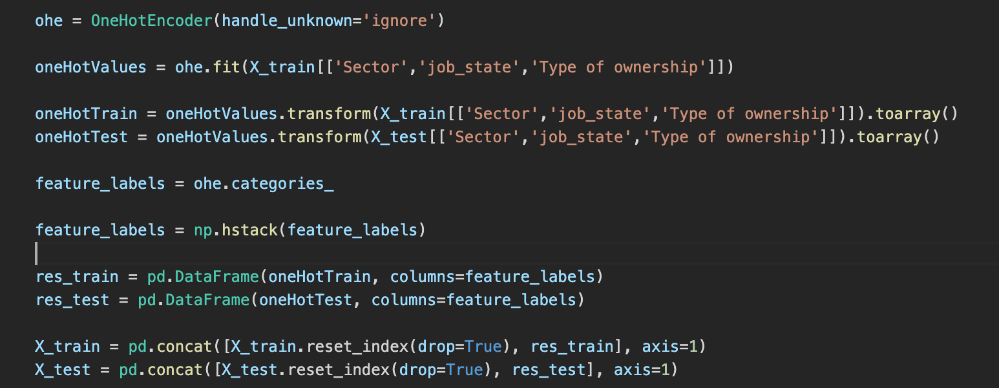 ohe = OneHotEncoder(handle_unknown='ignore')
oneHotValues = ohe.fit(X_train[['Sector','job_state','Type of ownership']])
oneHotTrain = oneHotValues.transform(X_train[['Sector','job_state','Type of ownership']]).toarray()
oneHotTest = oneHotValues.transform(X_test[['Sector','job_state','Type of ownership']]).toarray()
feature_labels = ohe.categories_
feature_labels = np.hstack(feature_labels)
res_train = pd.DataFrame(oneHotTrain, columns=feature_labels)
res_test = pd.DataFrame(oneHotTest, columns=feature_labels)
X_train = pd.concat([X_train.reset_index(drop=True), res_train], axis=1)
X_test = pd.concat([X_test.reset_index(drop=True), res_test], axis=1)